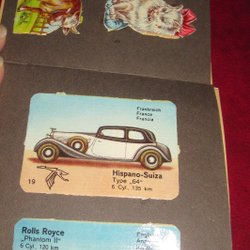 Frankreich
France
Francia
Hispano-Suiza
Type „64"
6 Cyl., 135 km
19
Rolls Royce
„Phantom II"
6 Cyl., 120 km